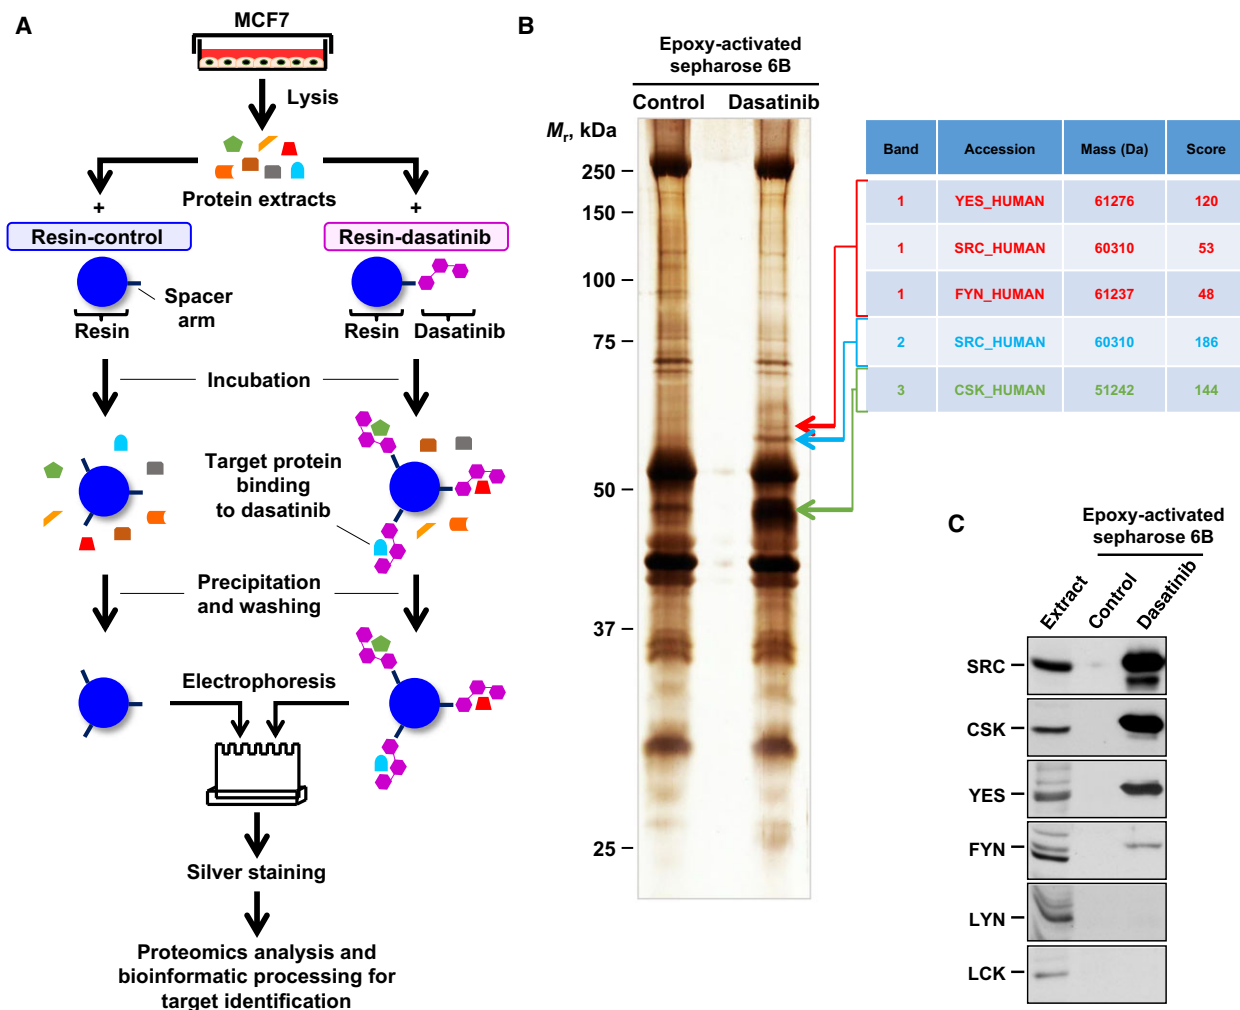 A
MCF7
Lysis
Protein extracts
+
+
Resin-control
Resin-dasatinib
Spacer
arm
Resin
Resin
Dasatinib
Incubation
Target protein
binding
to dasatinib
Precipitation
and washing
Electrophoresis
Silver staining
Proteomics analysis and
bioinformatic processing for
target identification
B
Epoxy-activated
sepharose 6B
Control Dasatinib
Mr, kDa
250
150
100
75
50
37
25
Band Accession Mass (Da) Score
1 YES_HUMAN 61276 120
1 SRC_HUMAN 60310 53
1 FYN_HUMAN 61237 48
2 SRC_HUMAN 60310 186
3 CSK_HUMAN 51242 144
C
Epoxy-activated
sepharose 6B
Extract
Control
Dasatinib
SRC
CSK
YES
FYN
LYN
LCK